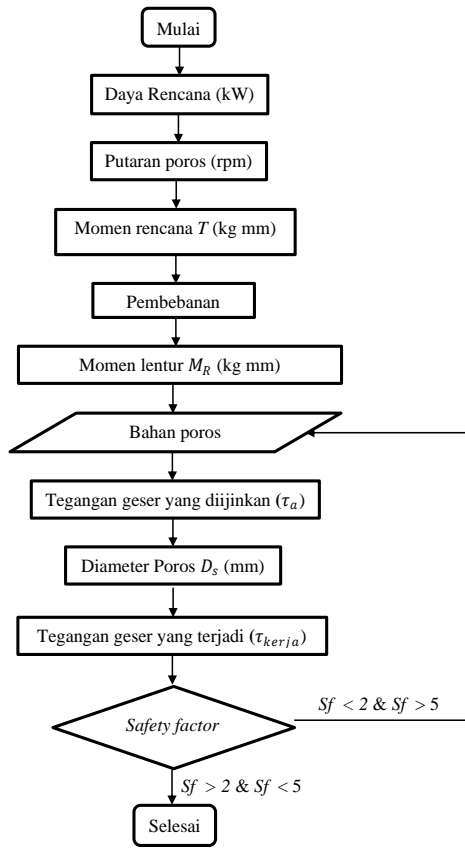 Mulai
Daya Rencana (kW)
Putaran poros (rpm)
Momen rencana T (kg mm)
Pembebanan
Momen lentur M_R (kg mm)
Bahan poros
Tegangan geser yang diijinkan (τ_a)
Diameter Poros D_s (mm)
Tegangan geser yang terjadi (τ_kerja)
Safety factor
Sf < 2 & Sf > 5
Sf > 2 & Sf < 5
Selesai